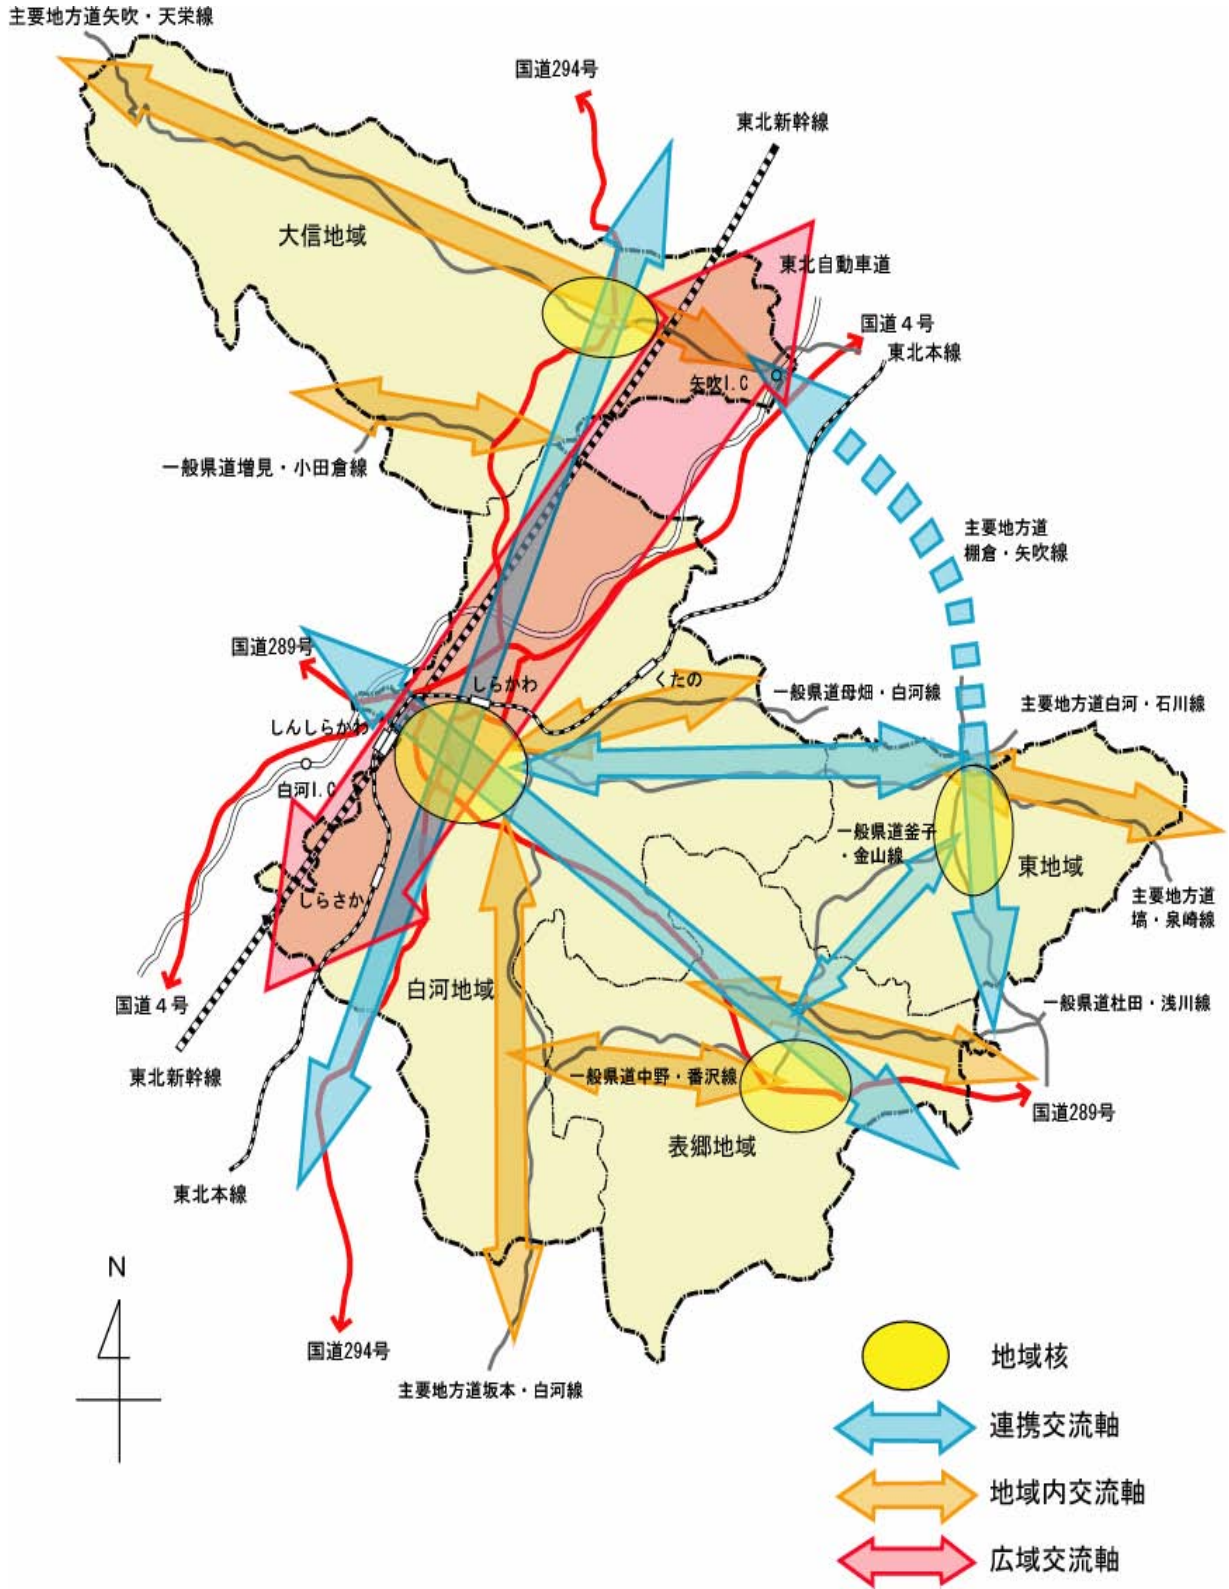 主要地方道矢吹・天栄線
国道294号
東北新幹線
大信地域
東北自動車道
国道４号
東北本線
矢吹I.C
一般県道増見・小田倉線
主要地方道
棚倉・矢吹線
国道289号
しらかわ
くたの
一般県道母畑・白河線
主要地方道白河・石川線
しんしらかわ
白河I.C
一般県道釜子
・金山線
東地域
しらさか
主要地方道
塙・泉崎線
白河地域
国道４号
一般県道社田・浅川線
東北新幹線
一般県道中野・番沢線
国道289号
表郷地域
東北本線
N
国道294号
主要地方道坂本・白河線
地域核
連携交流軸
地域内交流軸
広域交流軸